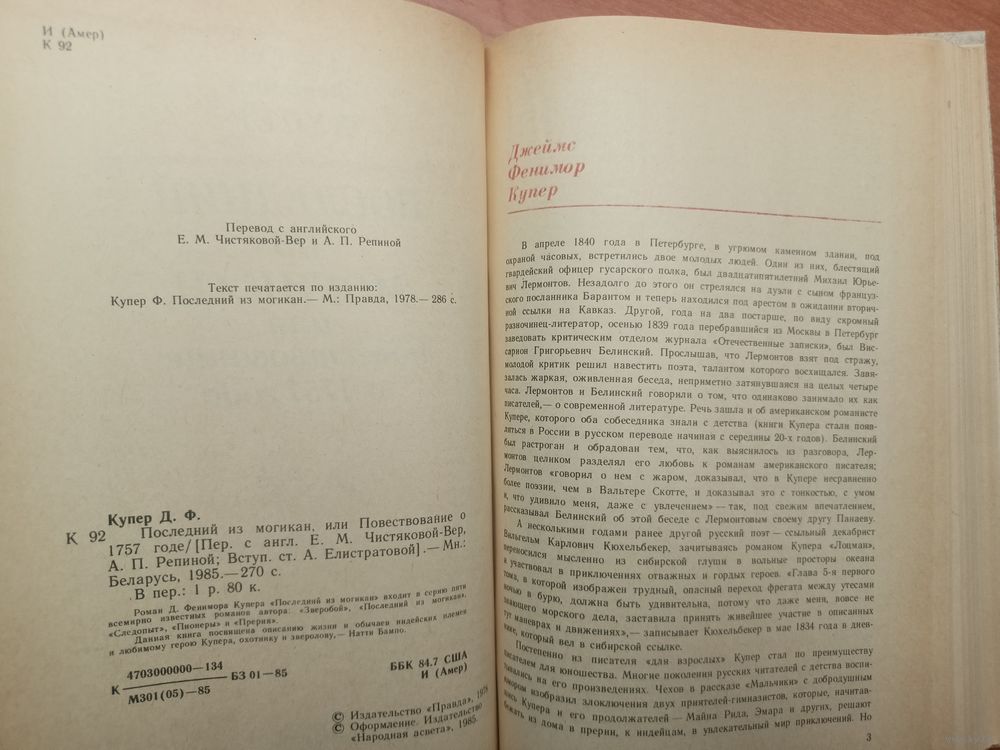 И (Амер)
К 92
Перевод с английского
Е. М. Чистяковой-Вер и А. П. Репиной
Текст печатается по изданию:
Купер Ф. Последний из могикан.— М.: Правда, 1978.— 286 с.
Купер Д. Ф.
К 92 Последний из могикан, или Повествование о
1757 годе/[Пер. с англ. Е. М. Чистяковой-Вер,
А. П. Репиной; Вступ. ст. А. Елистратовой].— Мн.:
Беларусь, 1985.—270 с.
В пер.: 1 р. 80 к.
Роман Д. Фенимора Купера «Последний из могикан» входит в серию пяти
всемирно известных романов автора: «Зверобой», «Последний из могикан»,
«Следопыт», «Пионеры» и «Прерия».
Данная книга посвящена описанию жизни и обычаев индейских племен
и любимому герою Купера, охотнику и зверолову,— Натти Бампо.
4703000000—134
К БЗ 01—85
М301(05)—85
ББК 84.7 США
И (Амер)
© Издательство «Правда», 1978
© Оформление. Издательство
«Народная асвета», 1985.
Джеймс
Фенимор
Купер
В апреле 1840 года в Петербурге, в угрюмом каменном здании, под
охраной часовых, встретились двое молодых людей. Один из них, блестящий
гвардейский офицер гусарского полка, был двадцатипятилетний Михаил Юрье-
вич Лермонтов. Незадолго до этого он стрелялся на дуэли с сыном француз-
ского посланника Барантом и теперь находился под арестом в ожидании вторич-
ной ссылки на Кавказ. Другой, года на два постарше, по виду скромный
разночинец-литератор, осенью 1839 года перебравшийся из Москвы в Петербург
заведовать критическим отделом журнала «Отечественные записки», был Вис-
сарион Григорьевич Белинский. Прослышав, что Лермонтов взят под стражу,
молодой критик решил навестить поэта, талантом которого восхищался. Завя-
залась жаркая, оживленная беседа, неприметно затянувшаяся на целых четыре
часа. Лермонтов и Белинский говорили о том, что одинаково занимало их как
писателей,— о современной литературе. Речь зашла и об американском романисте
Купере, которого оба собеседника знали с детства (книги Купера стали появ-
ляться в России в русском переводе начиная с середины 20-х годов). Белинский
был растроган и обрадован тем, что, как выяснилось из разговора, Лер-
монтов целиком разделял его любовь к романам американского писателя;
Лермонтов «говорил о нем с жаром, доказывал, что в Купере несравненно
более поэзии, чем в Вальтере Скотте, и доказывал это с тонкостью, с умом
и, что удивило меня, даже с увлечением» — так, под свежим впечатлением,
рассказывал Белинский об этой беседе с Лермонтовым своему другу Панаеву.
А несколькими годами ранее другой русский поэт — ссыльный декабрист
Вильгельм Карлович Кюхельбекер, зачитываясь романом Купера «Лоцман»,
переносился мысленно из сибирской глуши в вольные просторы океана
и участвовал в приключениях отважных и гордых героев. «Глава 5-я первого
тома, в которой изображен трудный, опасный переход фрегата между утесами
ночью в бурю, должна быть удивительна, потому что даже меня, вовсе не
знающего морского дела, заставила принять живейшее участие в описанных
тут маневрах и движениях»,— записывает Кюхельбекер в мае 1834 года в днев-
нике, который вел в сибирской ссылке.
Постепенно из писателя «для взрослых» Купер стал по преимуществу
писателем для юношества. Многие поколения русских читателей с детства воспи-
тывались на его произведениях. Чехов в рассказе «Мальчики» с добродушным
юмором изобразил злоключения двух приятелей-гимназистов, которые, начитав-
шись Купера и его продолжателей — Майна Рида, Эмара и других, решают
бежать из дома в прерии, к индейцам, в увлекательный мир приключений. Но
3